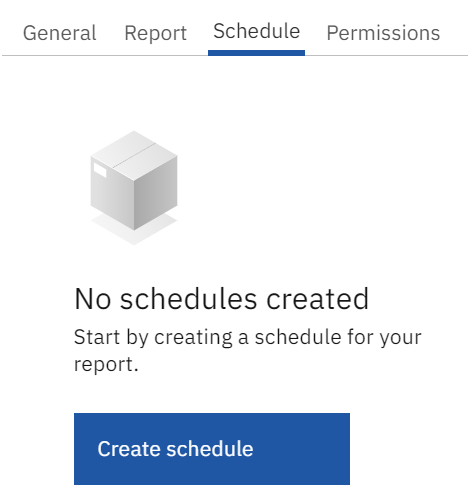 General Report Schedule Permissions
No schedules created
Start by creating a schedule for your
report.
Create schedule